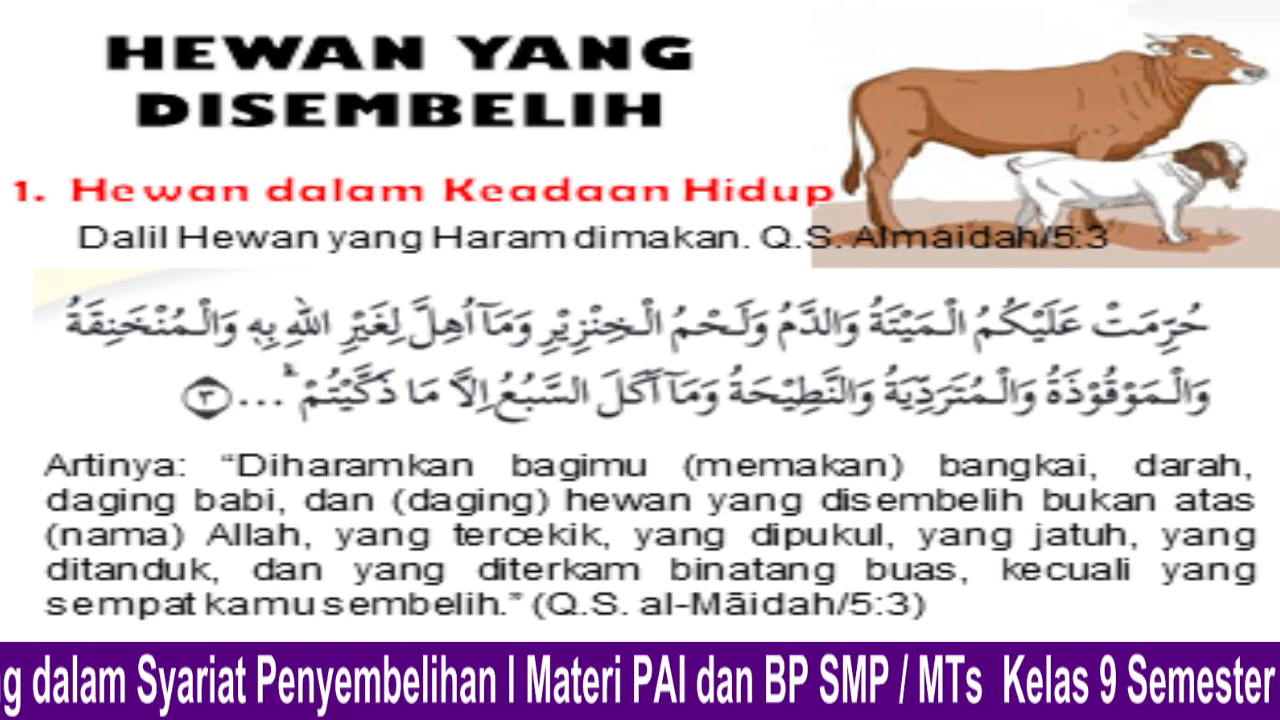 HEWAN YANG
DISEMBELIH
1. Hewan dalam Keadaan Hidup
Dalil Hewan yang Haram dimakan. Q.S. Almaidah/5:3
حُرِّمَتْ عَلَيْكُمُ الْمَيْتَةُ وَالدَّمُ وَلَحْمُ الْخِنْزِيْرِ وَمَآ اُهِلَّ لِغَيْرِ اللّٰهِ بِهٖ وَالْمُنْخَنِقَةُ
وَالْمَوْقُوْذَةُ وَالْمُتَرَدِّيَةُ وَالنَّطِيْحَةُ وَمَآ اَكَلَ السَّبُعُ اِلَّا مَا ذَكَّيْتُمْۗ ... ﴿٣﴾
Artinya: “Diharamkan bagimu (memakan) bangkai, darah,
daging babi, dan (daging) hewan yang disembelih bukan atas
(nama) Allah, yang tercekik, yang dipukul, yang jatuh, yang
ditanduk, dan yang diterkam binatang buas, kecuali yang
sempat kamu sembelih.” (Q.S. al-Māidah/5:3)
ng dalam Syariat Penyembelihan I Materi PAI dan BP SMP / MTs Kelas 9 Semester